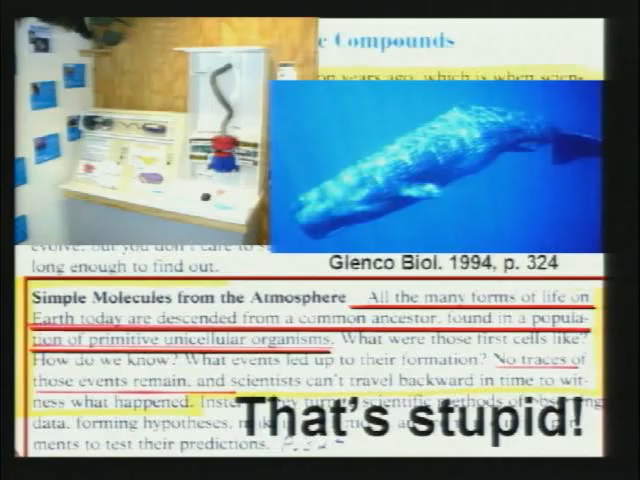 c Compounds
on years ago, which is when scien-
evolve, but you don't care to
long enough to find out.
Glenco Biol. 1994, p. 324
Simple Molecules from the Atmosphere All the many forms of life on
Earth today are descended from a common ancestor, found in a popula-
tion of primitive unicellular organisms. What were those first cells like?
How do we know? What events led up to their formation? No traces of
those events remain, and scientists can't travel backward in time to wit-
ness what happened. scientific methods of
data, forming hypotheses,
ments to test their predictions.
That's stupid!